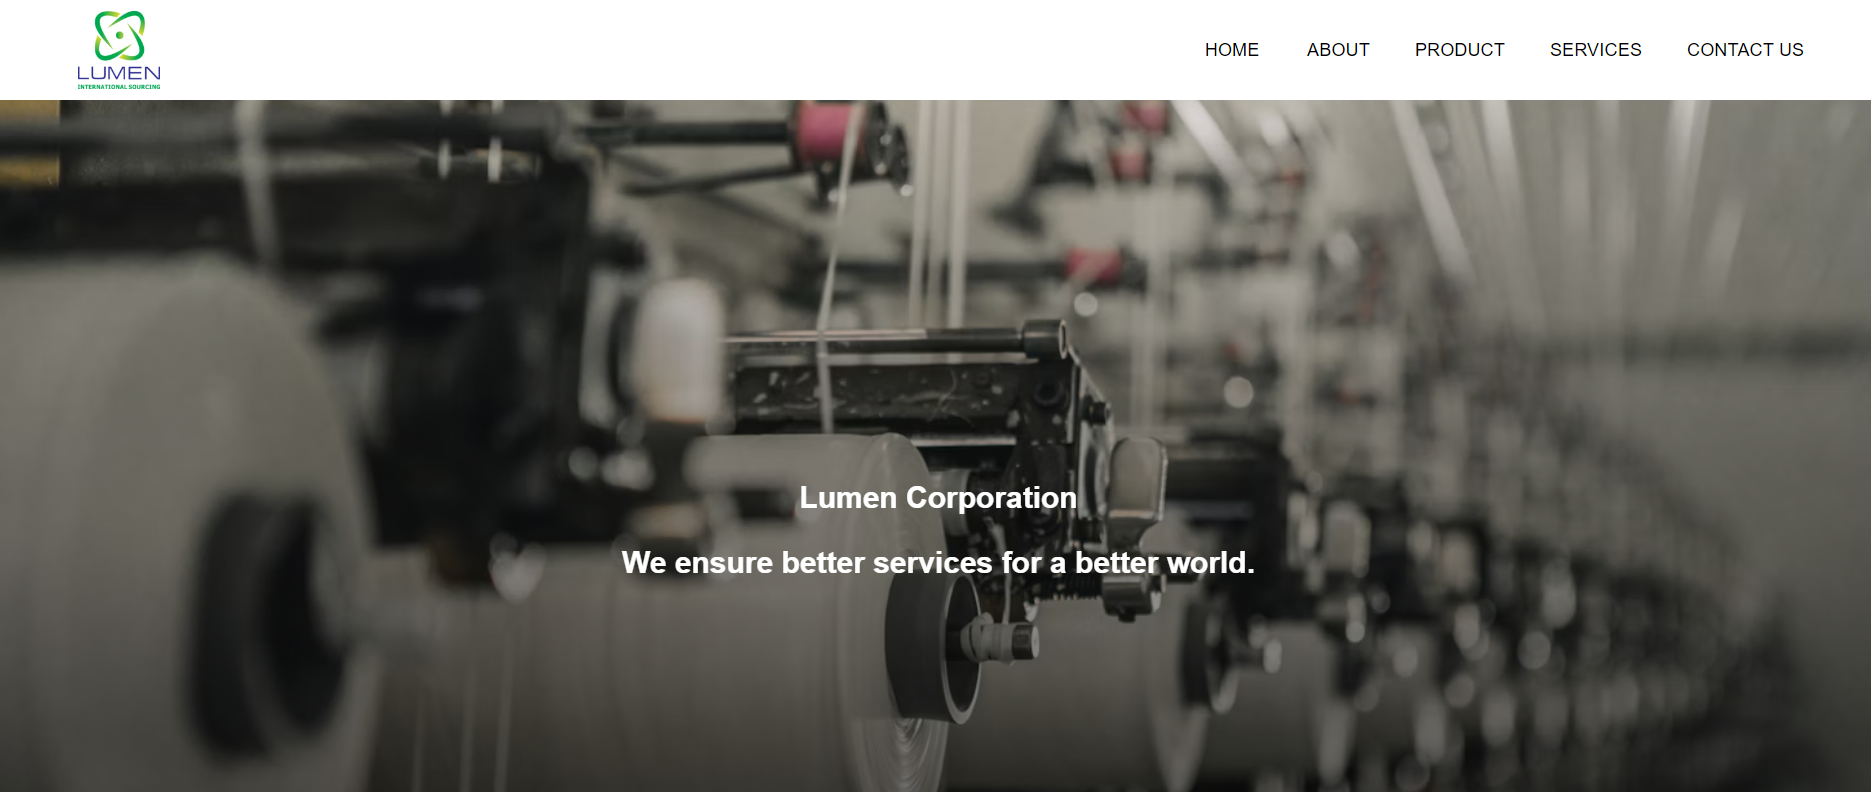 LUMEN
INTERNATIONAL SOURCING
HOME ABOUT PRODUCT SERVICES CONTACT US
Lumen Corporation
We ensure better services for a better world.